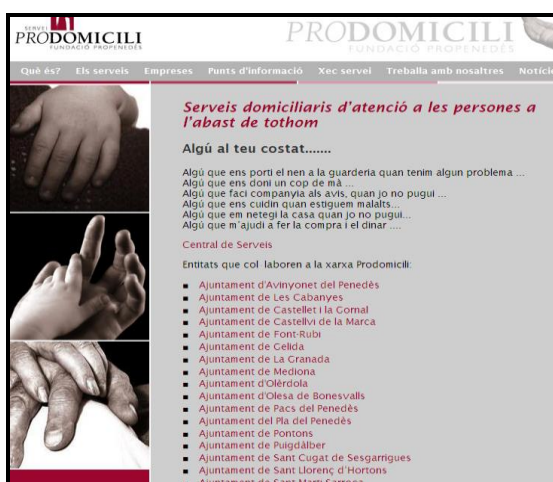 SERVEI
PRODOMICILI
FUNDACIÓ PROPENEDÈS
PRODOMICILI
FUNDACIÓ PROPENEDÈS
Què és? Els serveis Empreses Punts d'informació Xec servei Treballa amb nosaltres Notície
Serveis domiciliaris d'atenció a les persones a
l'abast de tothom
Algú al teu costat.......
Algú que ens porti el nen a la guarderia quan tenim algun problema ...
Algú que ens doni un cop de mà ...
Algú que faci companyia als avis, quan jo no pugui ...
Algú que ens cuidin quan estiguem malalts...
Algú que em netegi la casa quan jo no pugui...
Algú que m'ajudi a fer la compra i el dinar ....
Central de Serveis
Entitats que col laboren a la xarxa Prodomicili:
Ajuntament d'Avinyonet del Penedès
Ajuntament de Les Cabanyes
Ajuntament de Castellet i la Gornal
Ajuntament de Castellví de la Marca
Ajuntament de Font-Rubí
Ajuntament de Gelida
Ajuntament de La Granada
Ajuntament de Mediona
Ajuntament d'Olèrdola
Ajuntament d'Olesa de Bonesvalls
Ajuntament de Pacs del Penedès
Ajuntament del Pla del Penedès
Ajuntament de Pontons
Ajuntament de Puigdàlber
Ajuntament de Sant Cugat de Sesgarrigues
Ajuntament de Sant Llorenç d'Hortons
Ajuntament de Sant Martí Sarroca